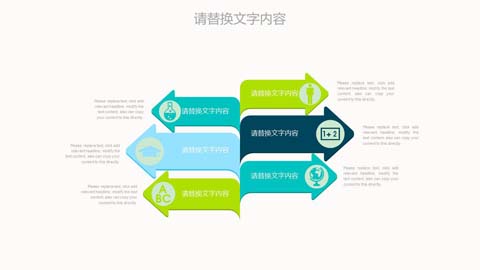 请替换文字内容
请替换文字内容
Please replace text, click add
relevant headline, modify the
text content, also can copy
your content to this directly.
Please replace text, click add
relevant headline, modify the
text content, also can copy your
content to this directly.
请替换文字内容
请替换文字内容
1+2
Please replace text, click add
relevant headline, modify the
text content, also can copy your
content to this directly.
Please replace text, click add
relevant headline, modify the
text content, also can copy your
content to this directly.
请替换文字内容
请替换文字内容
Please replace text, click add
relevant headline, modify the
text content, also can copy your
content to this directly.
Please replace text, click add
relevant headline, modify the text
content, also can copy your
content to this directly.
A
BC
请替换文字内容